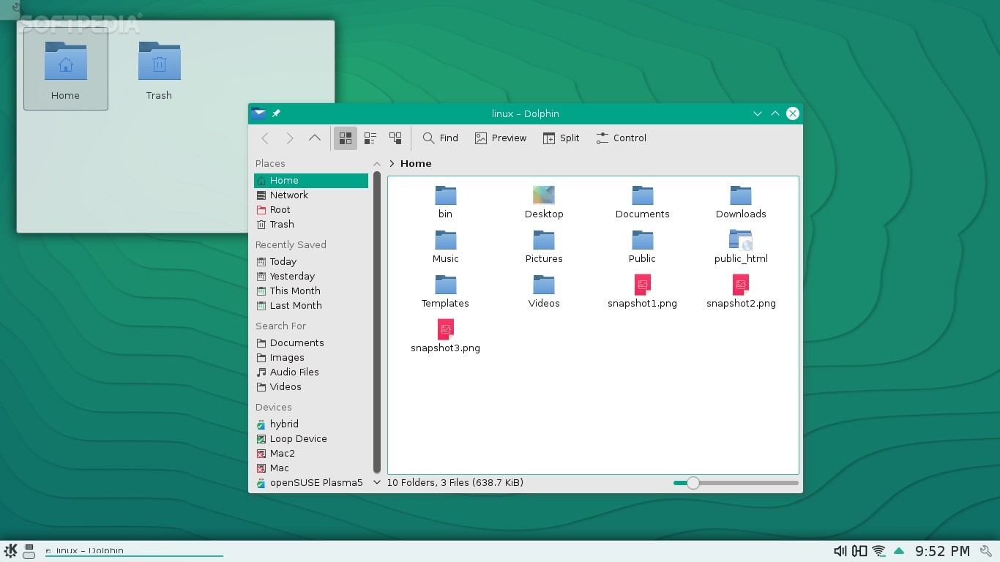 SOFTPEDIA®
Home
Trash
linux – Dolphin
Find
Preview
Split
Control
Places
Home
Network
Root
Trash
Recently Saved
Today
Yesterday
This Month
Last Month
Search For
Documents
Images
Audio Files
Videos
Devices
hybrid
Loop Device
Mac2
Mac
openSUSE Plasma5
Home
bin
Desktop
Documents
Downloads
Music
Pictures
Public
public_html
Templates
Videos
snapshot1.png
snapshot2.png
snapshot3.png
10 Folders, 3 Files (638.7 KiB)
linux – Dolphin
9:52 PM